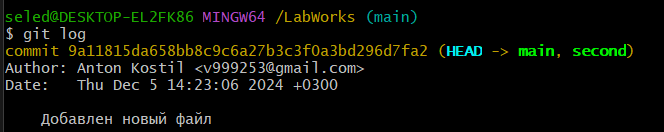 seled@DESKTOP-EL2FK86 MINGW64 /LabWorks (main)
$ git log
commit 9a11815da658bb8c9c6a27b3c3f0a3bd296d7fa2 (HEAD -> main, second)
Author: Anton Kostil <v999253@gmail.com>
Date:   Thu Dec 5 14:23:06 2024 +0300
    Добавлен новый файл